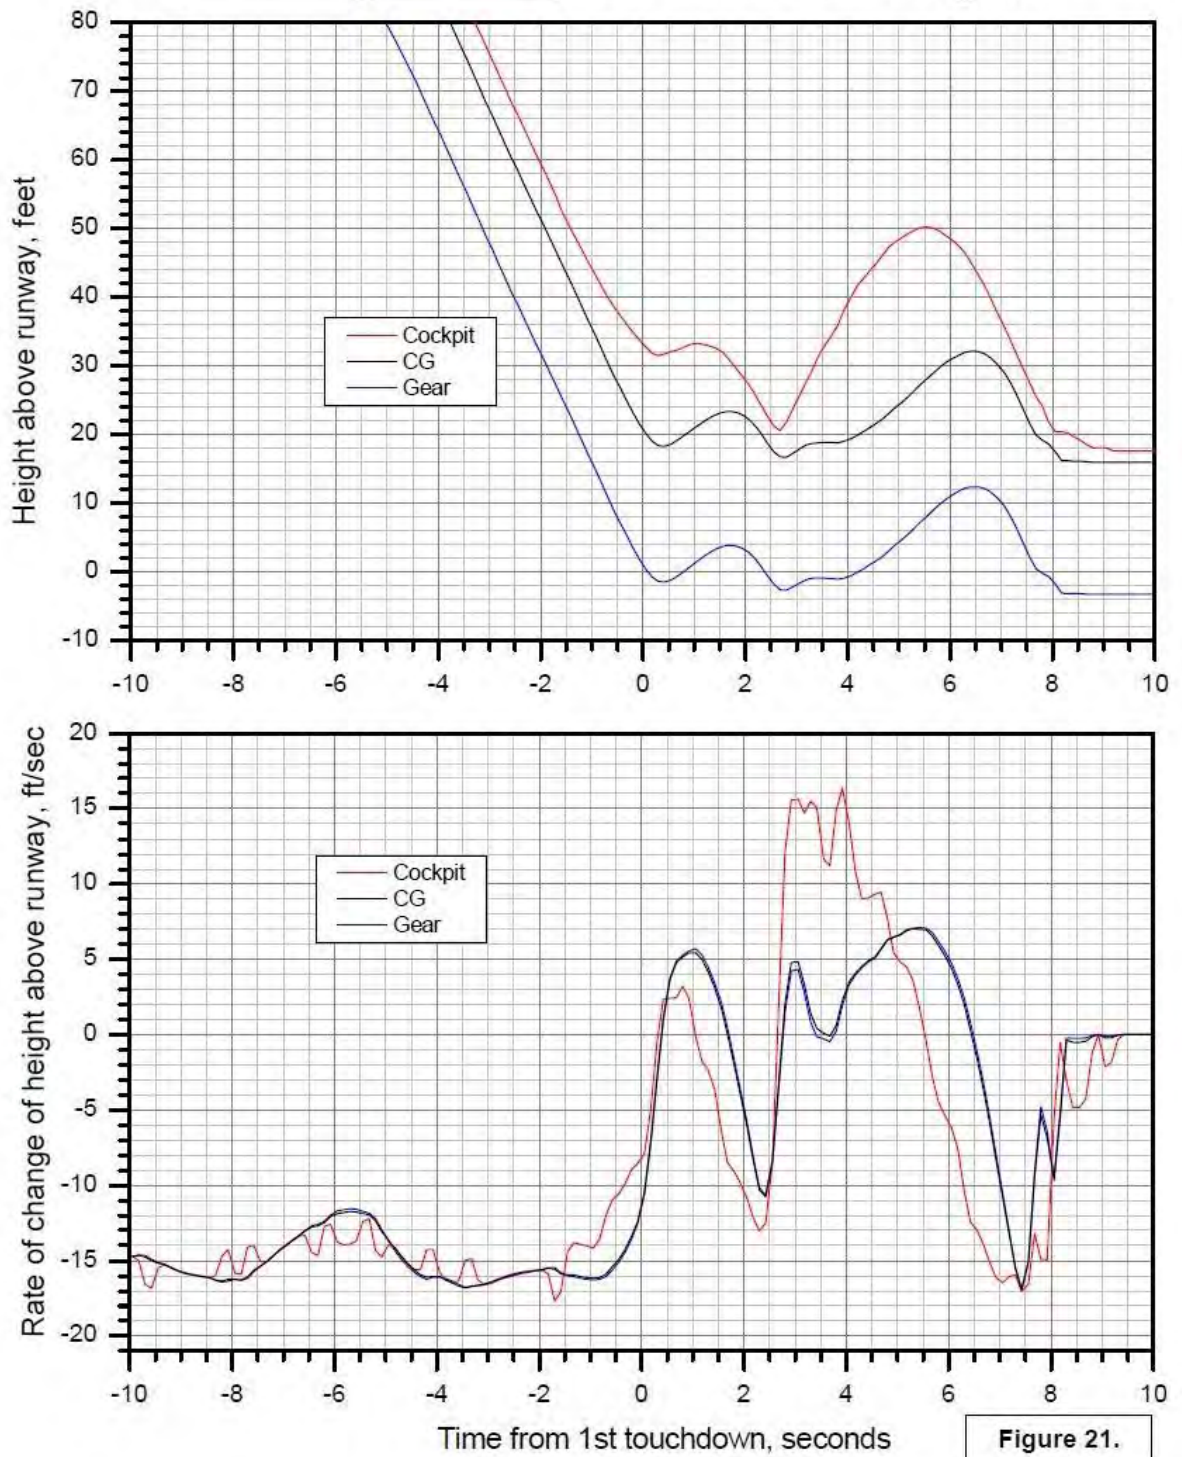 80
70
60
50
40
30
20
10
0
-10
Height above runway, feet
Cockpit
CG
Gear
-10 -8 -6 -4 -2 0 2 4 6 8 10
20
15
10
5
0
-5
-10
-15
-20
Rate of change of height above runway, ft/sec
Cockpit
CG
Gear
-10 -8 -6 -4 -2 0 2 4 6 8 10
Time from 1st touchdown, seconds
Figure 21.